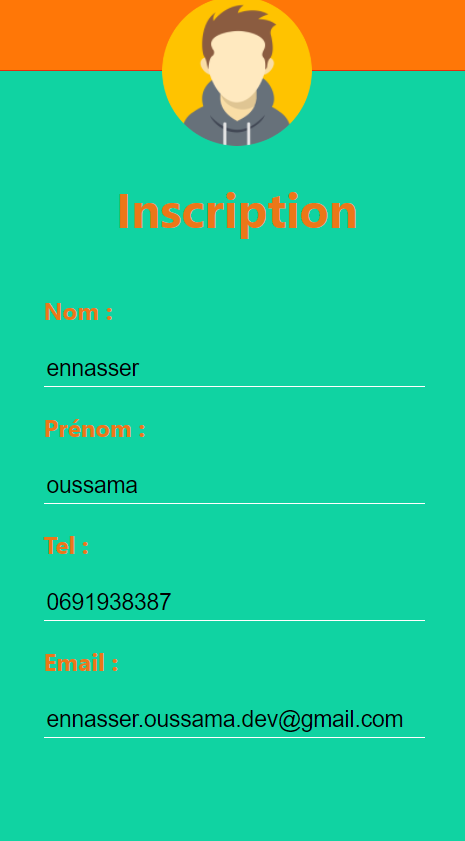 Inscription
Nom :
ennasser
Prénom :
oussama
Tel :
0691938387
Email :
ennasser.oussama.dev@gmail.com